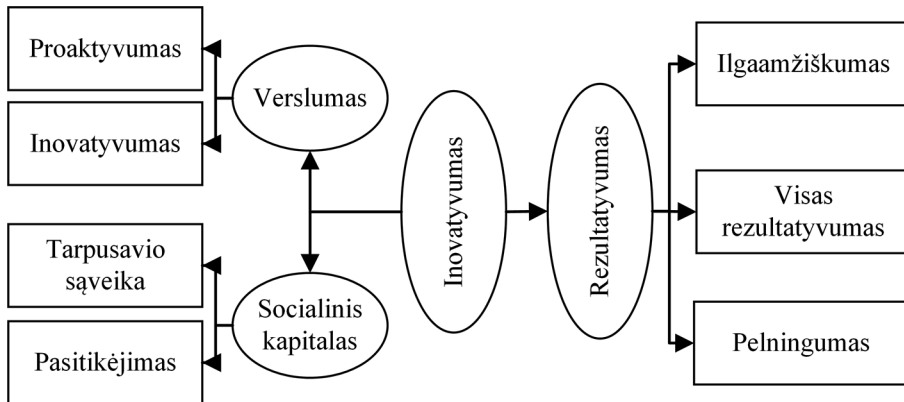 Proaktyvumas
Inovatyvumas
Verslumas
Tarpusavio
sąveika
Pasitikėjimas
Socialinis
kapitalas
Inovatyvumas
Rezultatyvumas
Ilgaamžiškumas
Visas
rezultatyvumas
Pelningumas